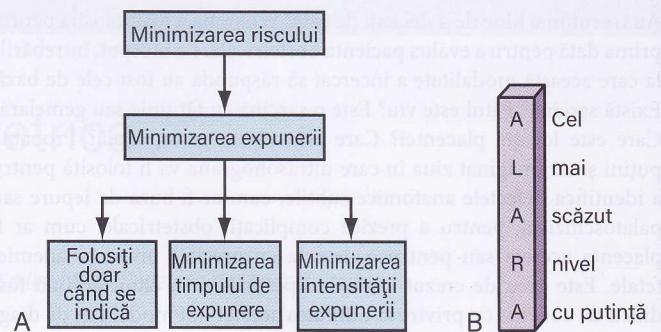 Minimizarea riscului
Minimizarea expunerii
Folosiți
doar
când se
indică
Minimizarea
timpului de
expunere
Minimizarea
intensității
expunerii
A
A Cel
L mai
A scăzut
R nivel
A cu putință
B